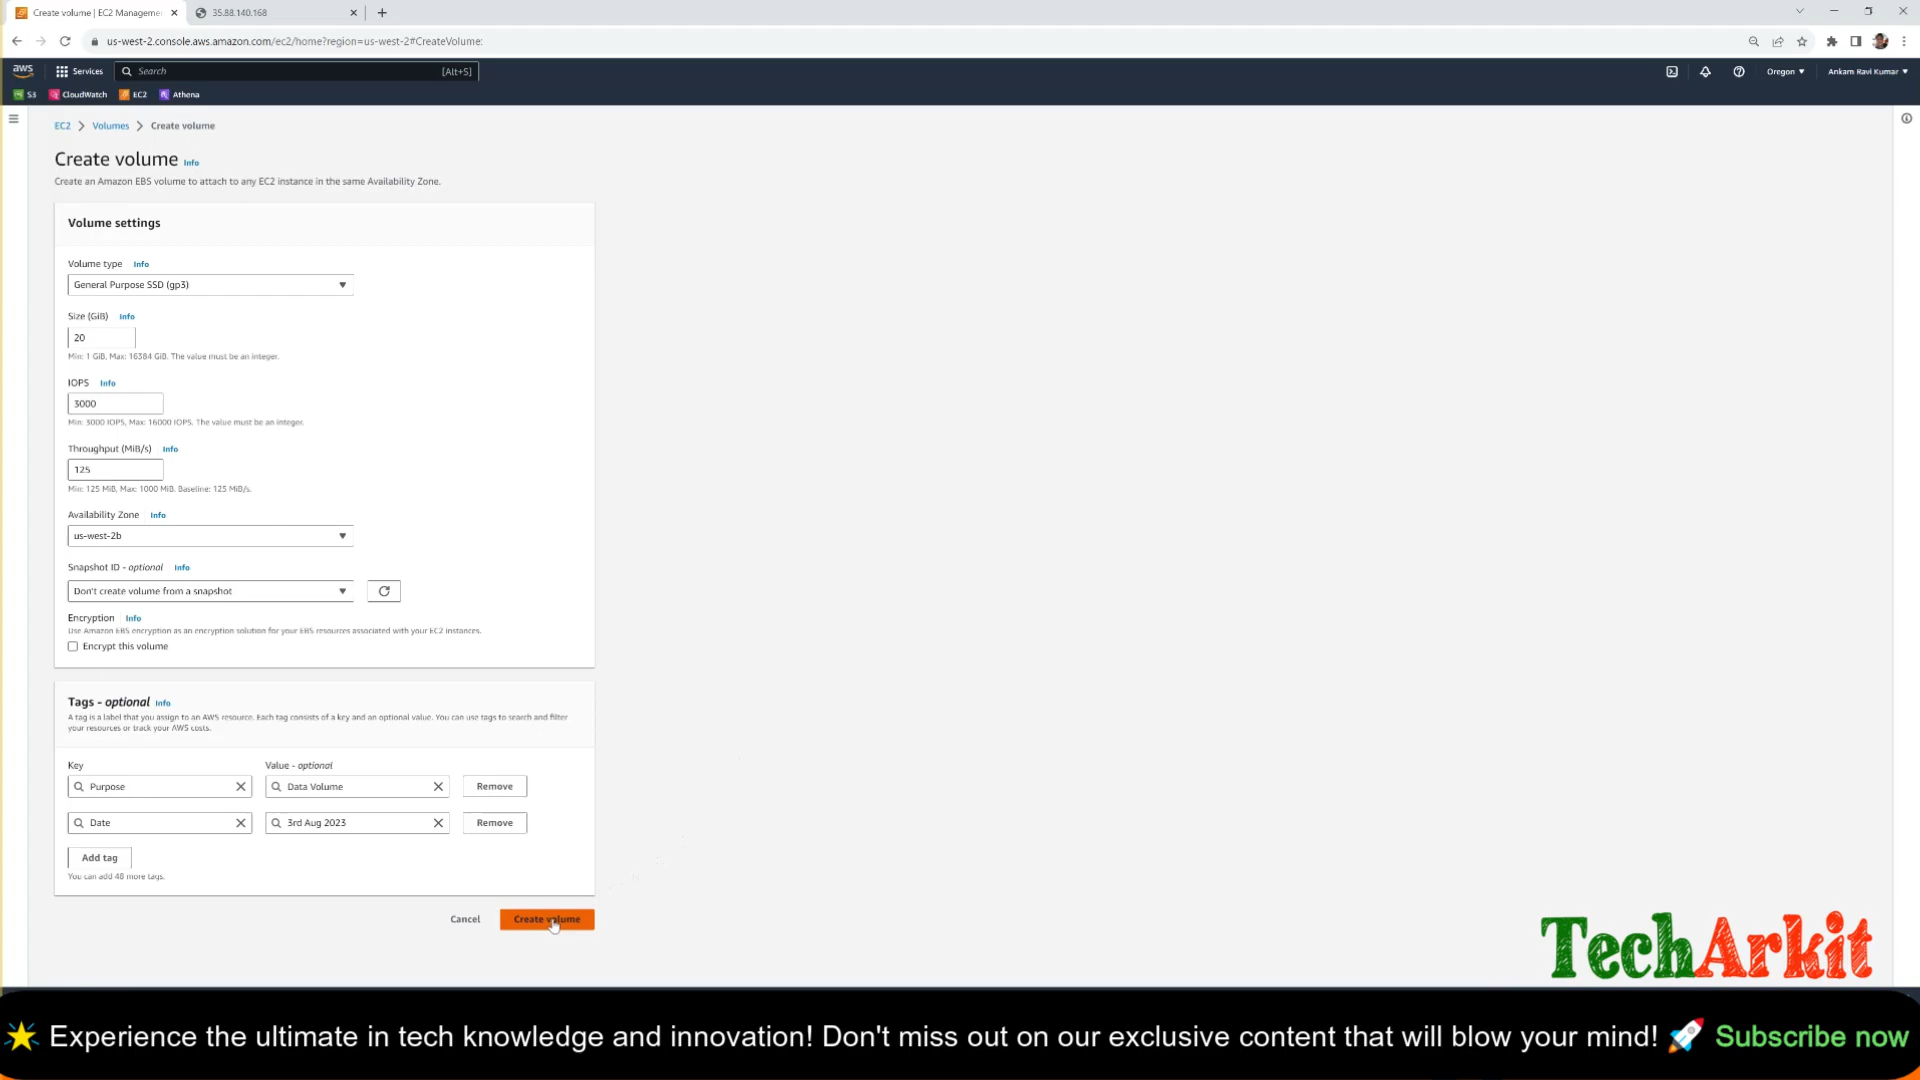 Create volume | EC2 Manageme
35.88.140.168
us-west-2.console.aws.amazon.com/ec2/home?region=us-west-2#CreateVolume:
aws
Services
Search
[Alt+S]
Oregon
Ankam Ravi Kumar
S3
CloudWatch
EC2
Athena
EC2 > Volumes > Create volume
Create volume Info
Create an Amazon EBS volume to attach to any EC2 instance in the same Availability Zone.
Volume settings
Volume type Info
General Purpose SSD (gp3)
Size (GiB) Info
20
Min: 1 GiB, Max: 16384 GiB. The value must be an integer.
IOPS Info
3000
Min: 3000 IOPS, Max: 16000 IOPS. The value must be an integer.
Throughput (MiB/s) Info
125
Min: 125 MiB, Max: 1000 MiB. Baseline: 125 MiB/s.
Availability Zone Info
us-west-2b
Snapshot ID - optional Info
Don't create volume from a snapshot
Encryption Info
Use Amazon EBS encryption as an encryption solution for your EBS resources associated with your EC2 instances.
Encrypt this volume
Tags - optional Info
A tag is a label that you assign to an AWS resource. Each tag consists of a key and an optional value. You can use tags to search and filter
your resources or track your AWS costs.
Key Value - optional
Purpose Data Volume Remove
Date 3rd Aug 2023 Remove
Add tag
You can add 48 more tags.
Cancel Create volume
TechArkit
Experience the ultimate in tech knowledge and innovation! Don't miss out on our exclusive content that will blow your mind! Subscribe now